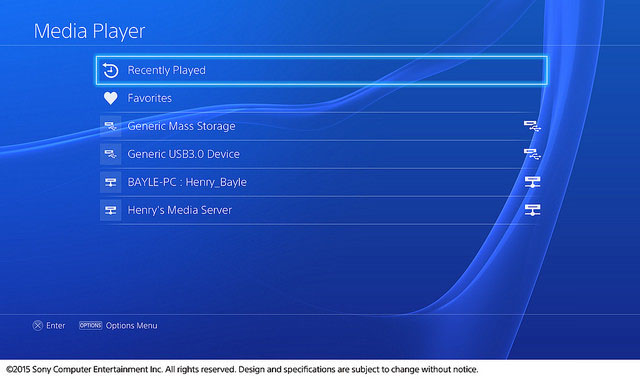 Media Player
Recently Played
Favorites
Generic Mass Storage
Generic USB3.0 Device
BAYLE-PC : Henry_Bayle
Henry's Media Server
Enter OPTIONS Options Menu
©2015 Sony Computer Entertainment Inc. All rights reserved. Design and specifications are subject to change without notice.